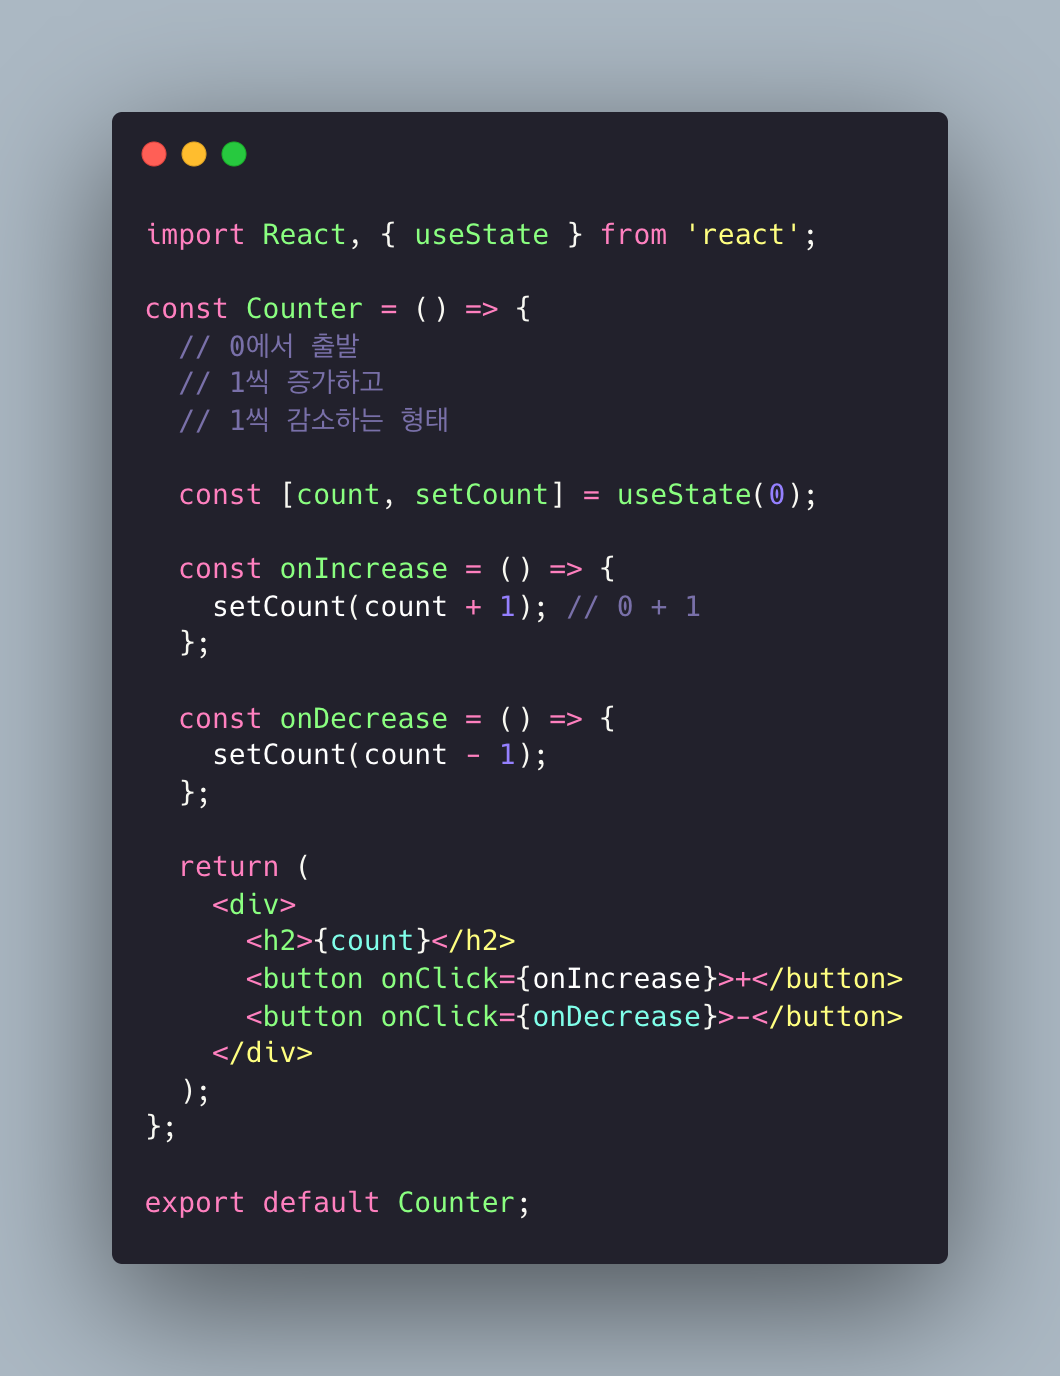 import React, { useState } from 'react';
const Counter = () => {
// 0에서 출발
// 1씩 증가하고
// 1씩 감소하는 형태
const [count, setCount] = useState(0);
const onIncrease = () => {
setCount(count + 1); // 0 + 1
};
const onDecrease = () => {
setCount(count - 1);
};
return (
<div>
<h2>{count}</h2>
<button onClick={onIncrease}>+</button>
<button onClick={onDecrease}>-</button>
</div>
);
};
export default Counter;